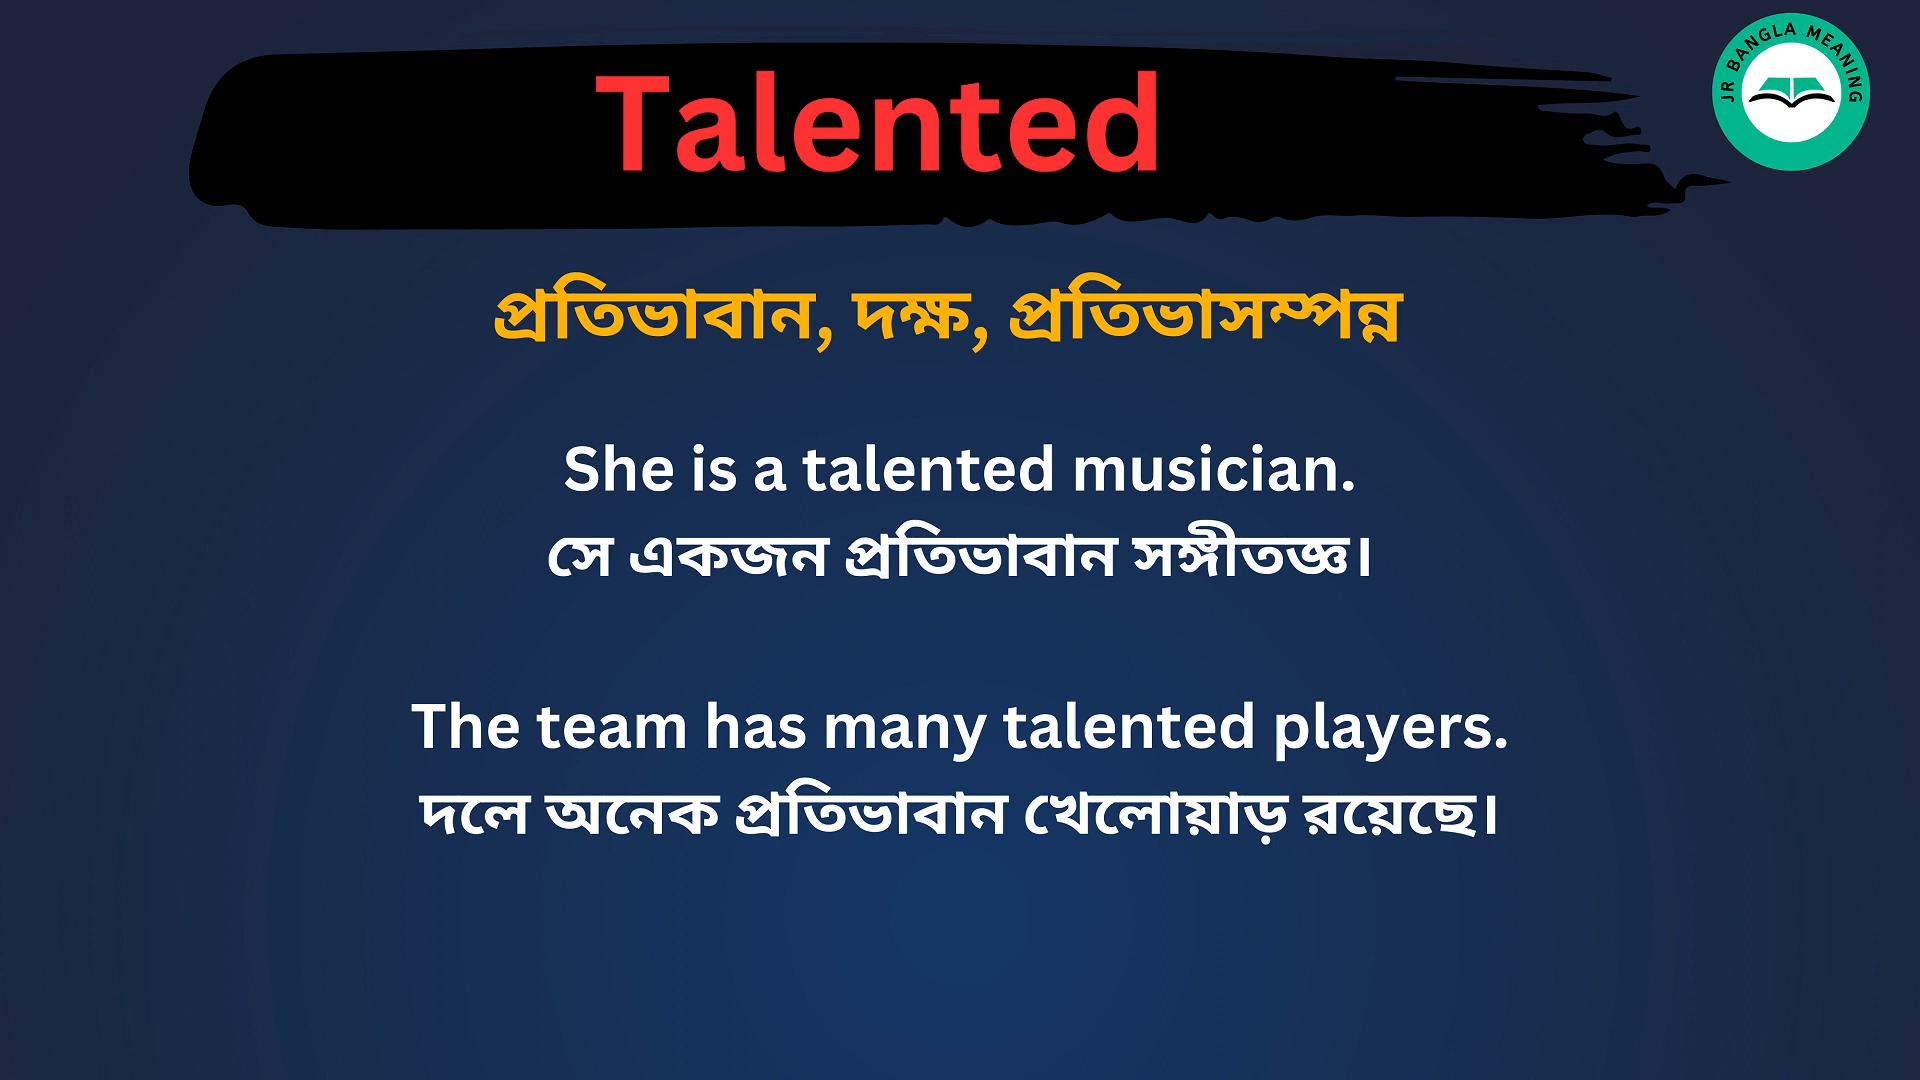 Talented
JR BANGLA MEANING
প্রতিভাবান, দক্ষ, প্রতিভাসম্পন্ন
She is a talented musician.
সে একজন প্রতিভাবান সঙ্গীতজ্ঞ।
The team has many talented players.
দলে অনেক প্রতিভাবান খেলোয়াড় রয়েছে।